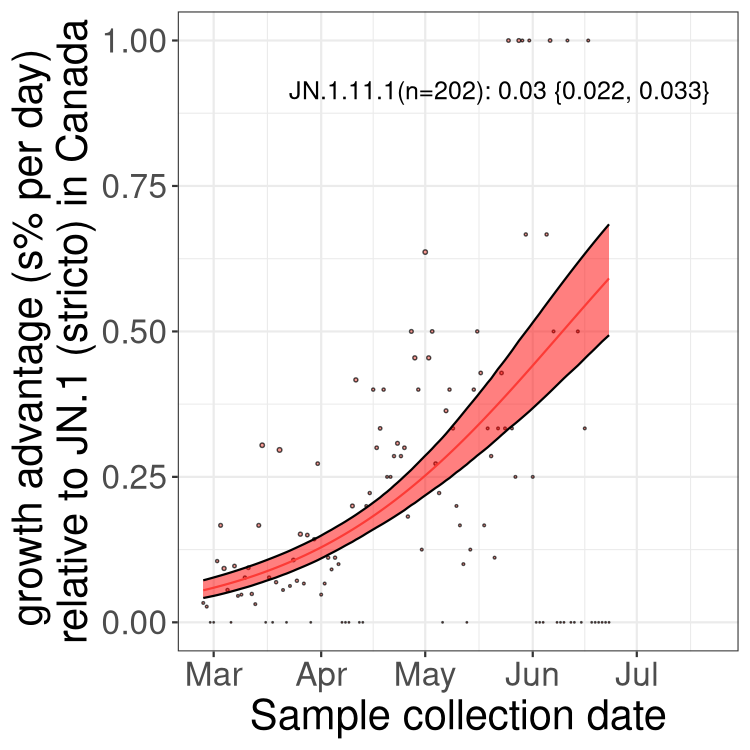 growth advantage (s% per day)
relative to JN.1 (stricto) in Canada
1.00
JN.1.11.1(n=202): 0.03 {0.022, 0.033}
0.75
0.50
0.25
0.00
Mar Apr May Jun Jul
Sample collection date